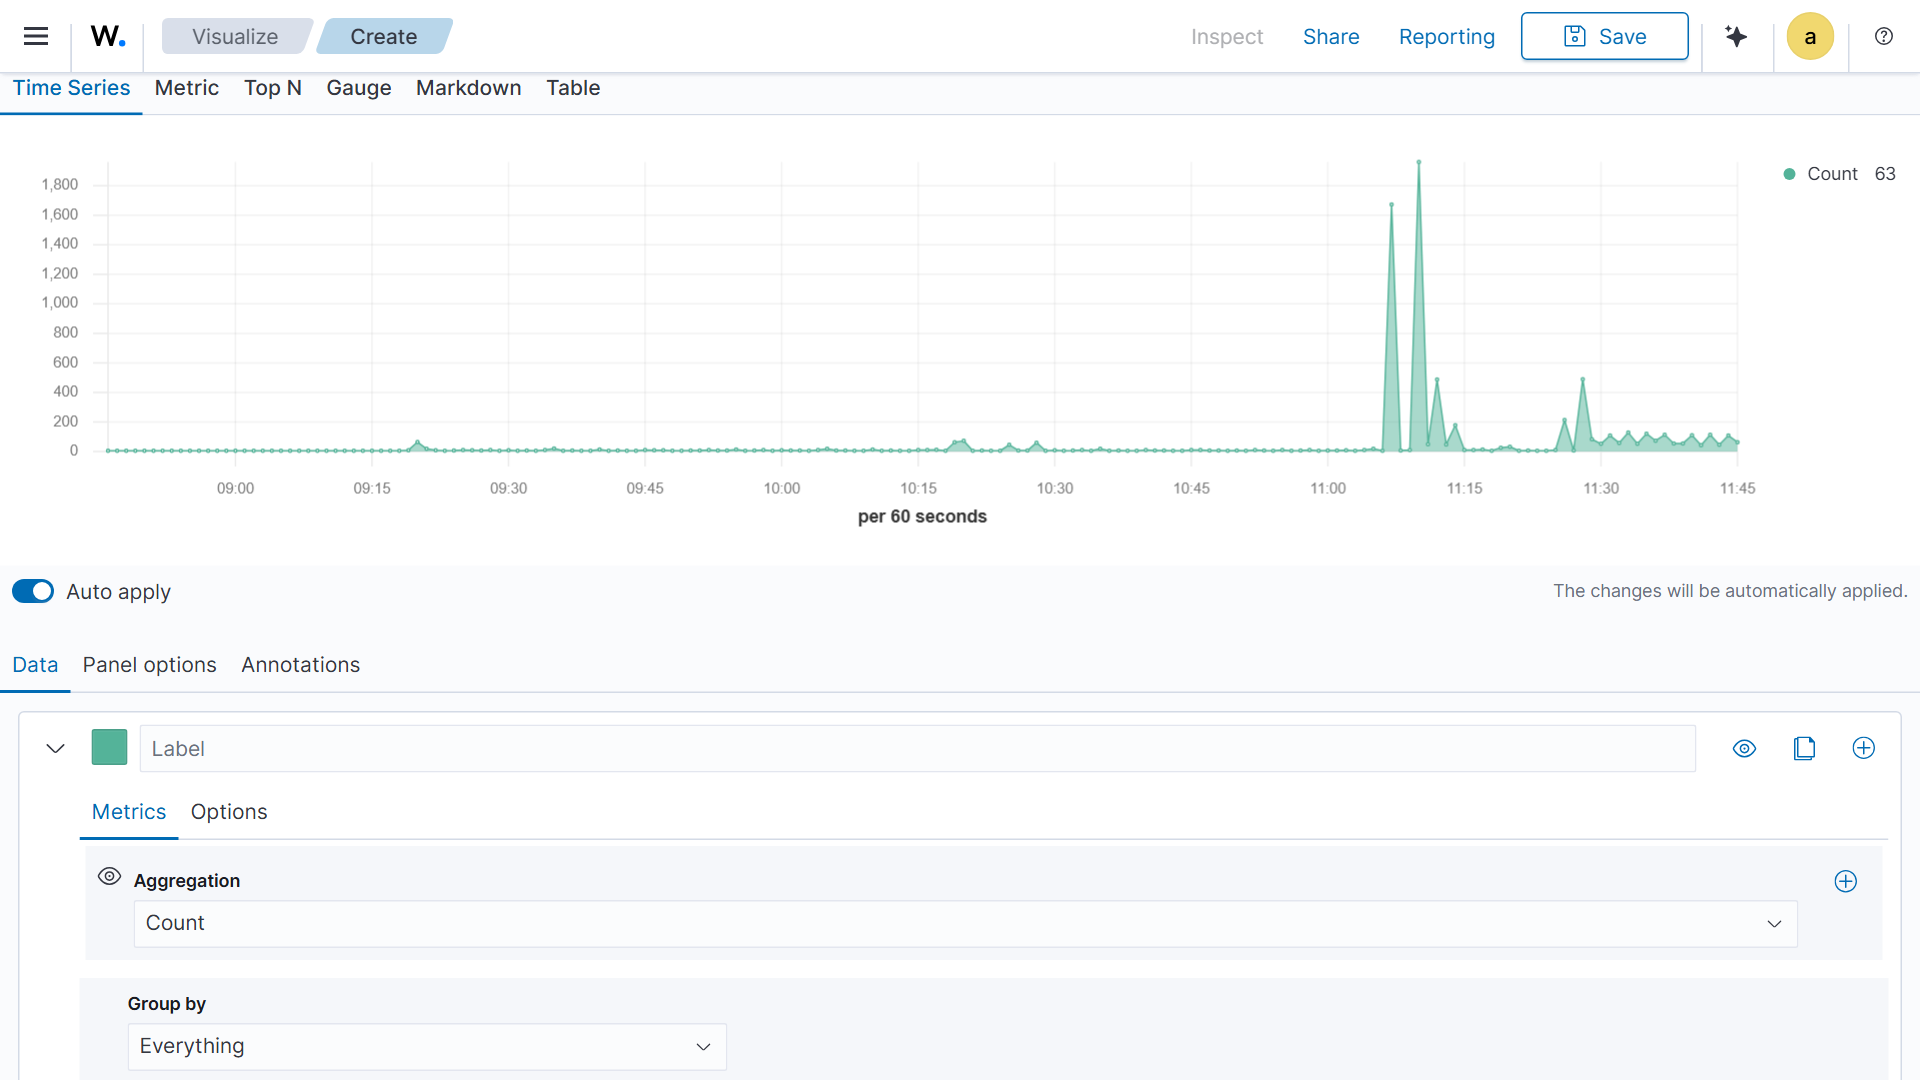 W. Visualize Create Inspect Share Reporting Save a
Time Series Metric Top N Gauge Markdown Table
1,800
1,600
1,400
1,200
1,000
800
600
400
200
0
Count 63
09:00 09:15 09:30 09:45 10:00 10:15 10:30 10:45 11:00 11:15 11:30 11:45
per 60 seconds
Auto apply
The changes will be automatically applied.
Data Panel options Annotations
Label
Metrics Options
Aggregation
Count
Group by
Everything